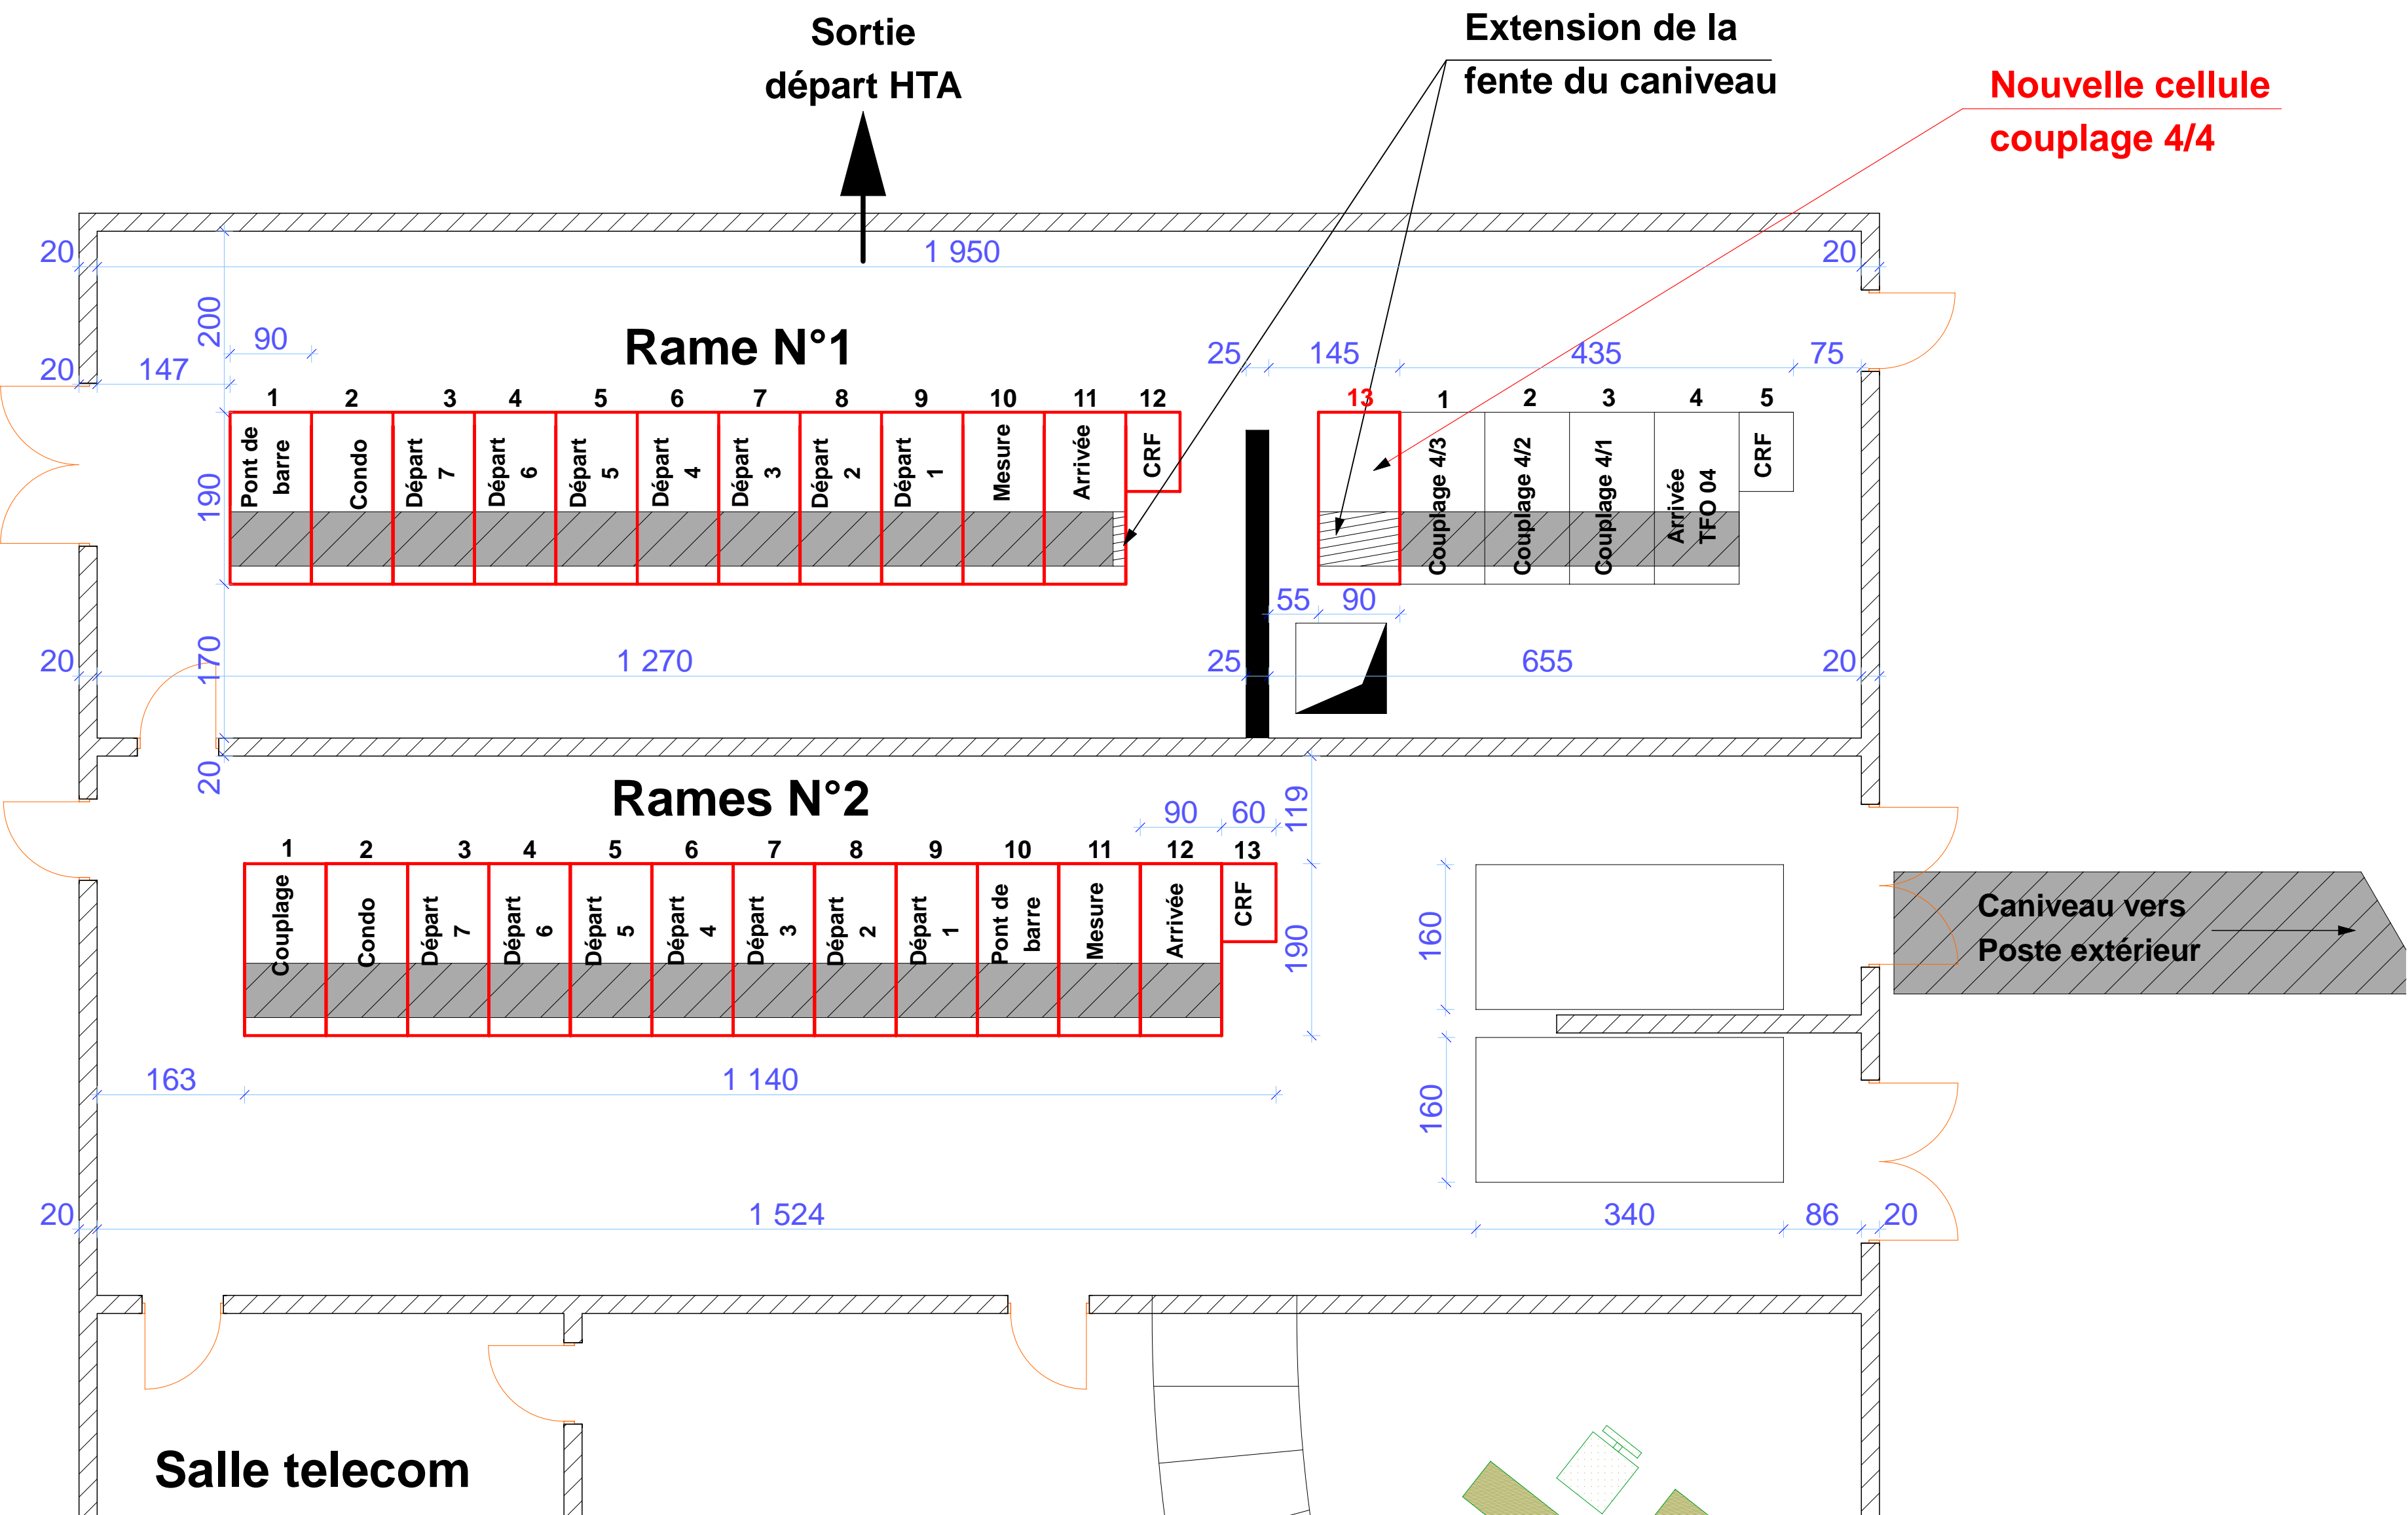 Sortie
départ HTA
Extension de la
fente du caniveau
Nouvelle cellule
couplage 4/4
20
1 950
20
200
90
Rame N°1
20
147
25
145
435
75
1 2 3 4 5 6 7 8 9 10 11 12
13 1 2 3 4 5
Pont de
barre
Condo
Départ
7
Départ
6
Départ
5
Départ
4
Départ
3
Départ
2
Départ
1
Mesure
Arrivée
CRF
Couplage 4/3
Couplage 4/2
Couplage 4/1
Arrivée
TFO 04
CRF
190
55
90
20
170
1 270
25
655
20
20
Rames N°2
90
60
119
1 2 3 4 5 6 7 8 9 10 11 12 13
Couplage
Condo
Départ
7
Départ
6
Départ
5
Départ
4
Départ
3
Départ
2
Départ
1
Pont de
barre
Mesure
Arrivée
CRF
190
160
Caniveau vers
Poste extérieur
163
1 140
160
20
1 524
340
86
20
Salle telecom